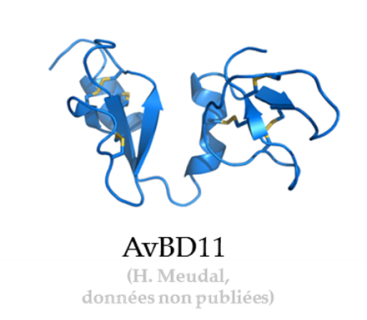 AvBD11
(H. Meudal,
données non publiées)